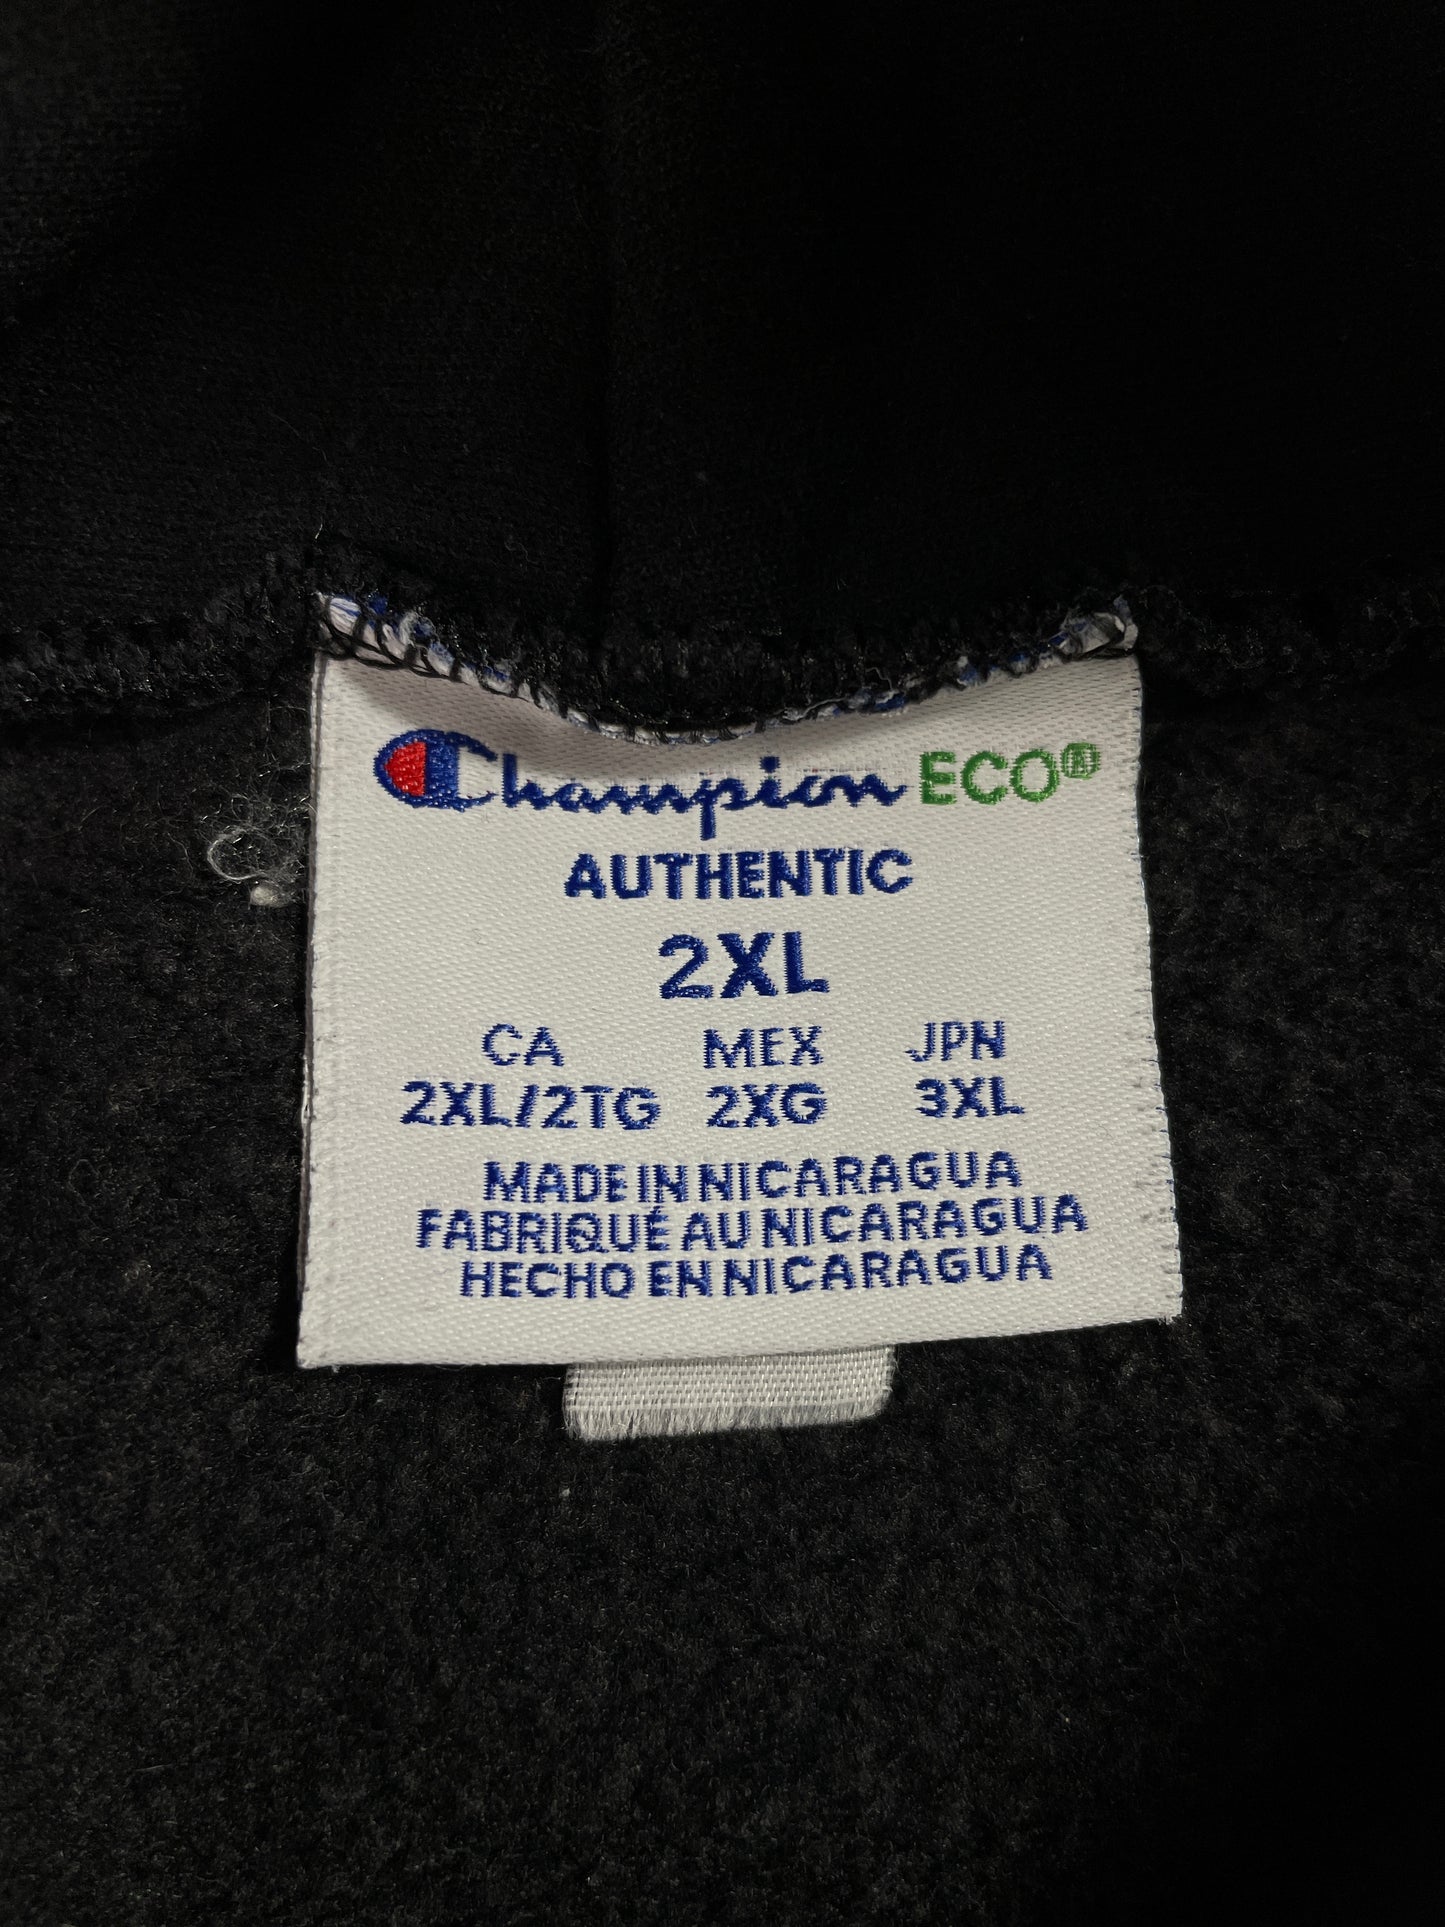 Champion ECO®
AUTHENTIC
2XL
CA MEX JPN
2XL/2TG 2XG 3XL
MADE IN NICARAGUA
FABRIQUÉ AU NICARAGUA
HECHO EN NICARAGUA